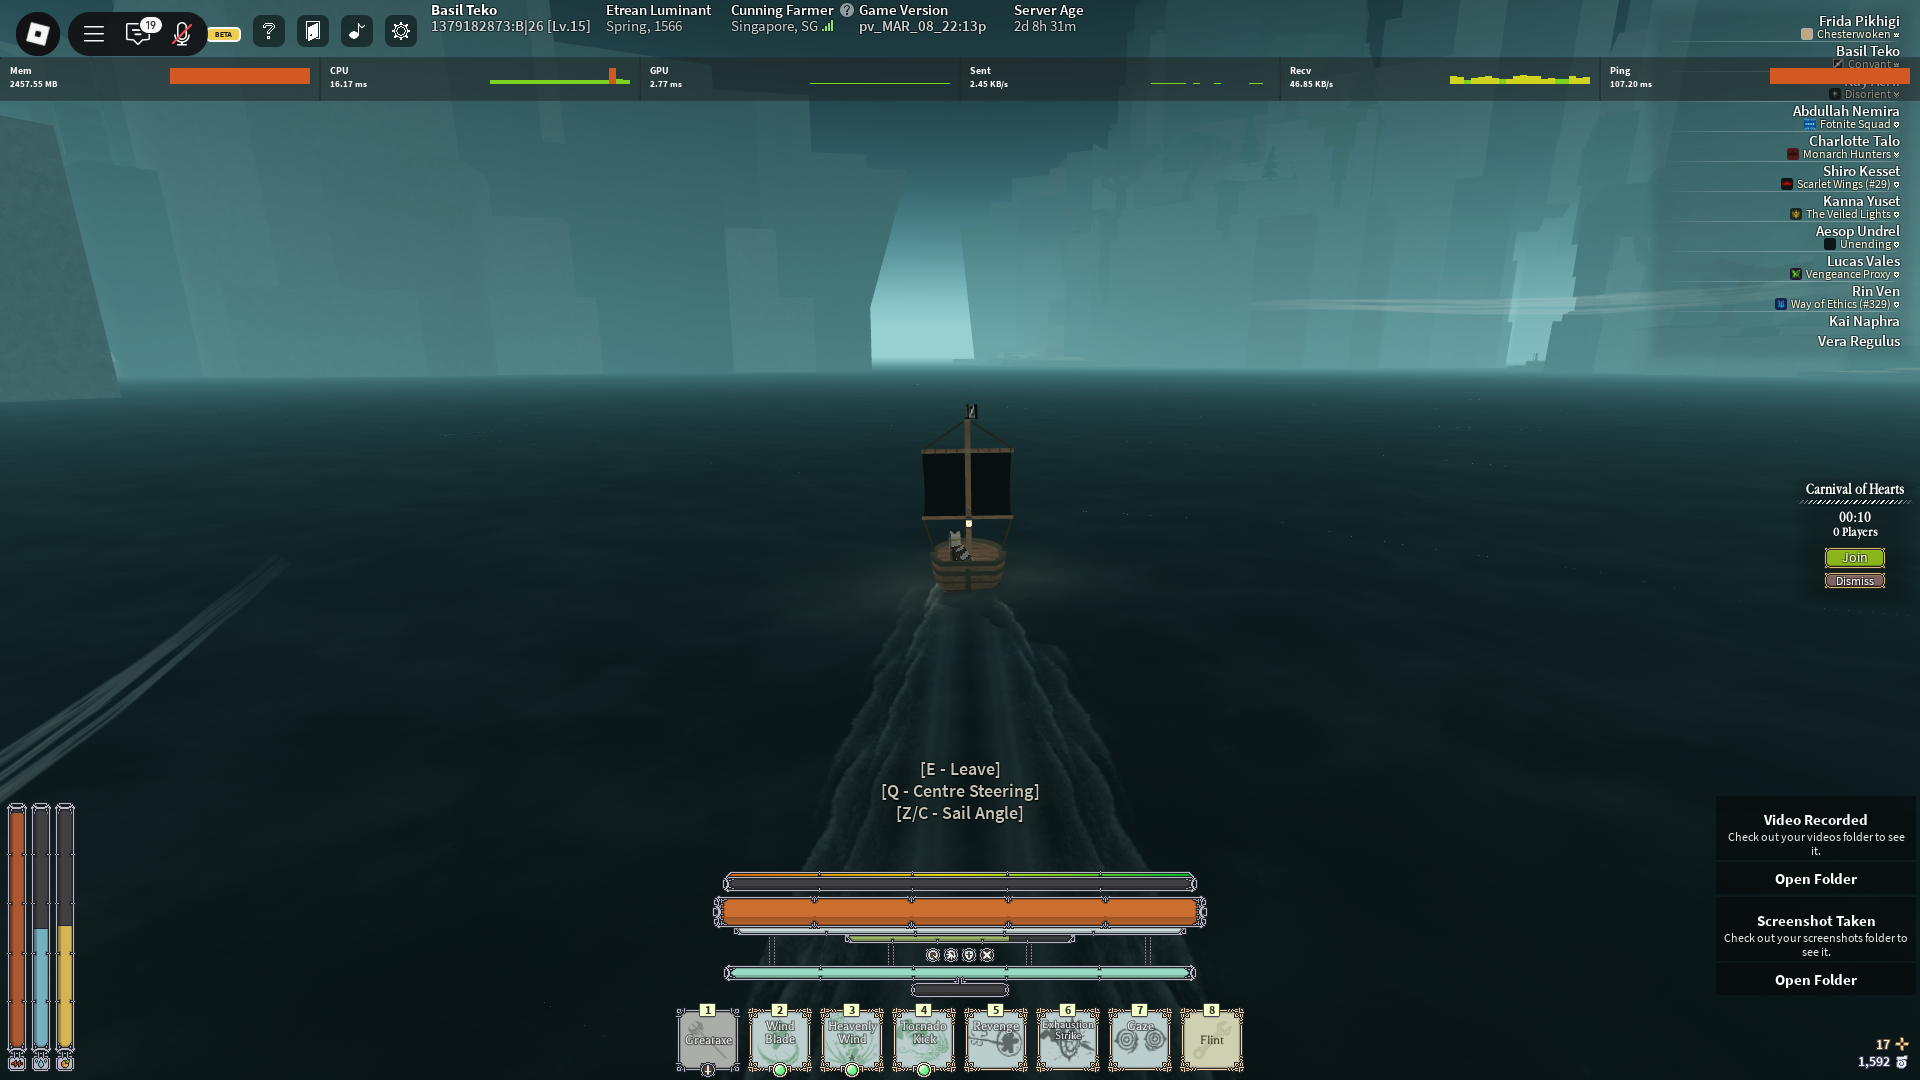 19
BETA
Basil Teko
1379182873:B|26 [Lv.15]
Etrean Luminant
Spring, 1566
Cunning Farmer
Singapore, SG
Game Version
pv_MAR_08_22:13p
Server Age
2d 8h 31m
Mem
2457.55 MB
CPU
16.17 ms
GPU
2.77 ms
Sent
2.45 KB/s
Recv
46.85 KB/s
Ping
107.20 ms
Frida Pikhigi
Chesterwoken
Basil Teko
Convant
Disorient
Abdullah Nemira
Fotnite Squad
Charlotte Talo
Monarch Hunters
Shiro Kesset
Scarlet Wings (#29)
Kanna Yuset
The Veiled Lights
Aesop Undrel
Unending
Lucas Vales
Vengeance Proxy
Rin Ven
Way of Ethics (#329)
Kai Naphra
Vera Regulus
Carnival of Hearts
00:10
0 Players
Join
Dismiss
[E - Leave]
[Q - Centre Steering]
[Z/C - Sail Angle]
Video Recorded
Check out your videos folder to see
it.
Open Folder
Screenshot Taken
Check out your screenshots folder to
see it.
Open Folder
1
Greataxe
2
Wind
Blade
3
Heavenly
Wind
4
Tornado
Kick
5
Revenge
6
Exhaustion
Strike
7
Gaze
8
Flint
17
1,592